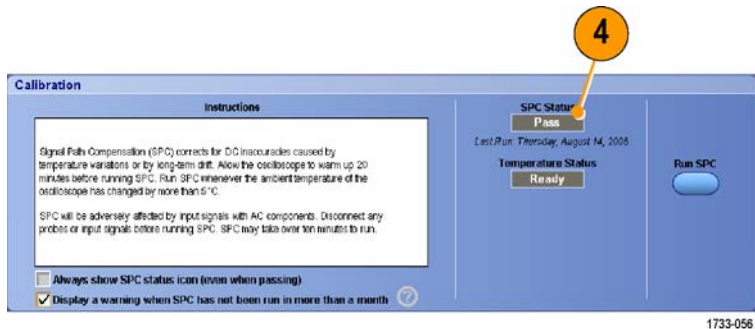 4
Calibration
Instructions
Signal Path Compensation (SPC) corrects for DC inaccuracies caused by
temperature variations or by long-term drift. Allow the oscilloscope to warm up 20
minutes before running SPC. Run SPC whenever the ambient temperature of the
oscilloscope has changed by more than 5 °C.
SPC will be adversely affected by input signals with AC components. Disconnect any
probes or input signals before running SPC. SPC may take over ten minutes to run.
Always show SPC status icon (even when passing)
Display a warning when SPC has not been run in more than a month ?
SPC Status
Pass
Last Run: Thursday, August 14, 2008
Temperature Status
Ready
Run SPC
1733-056